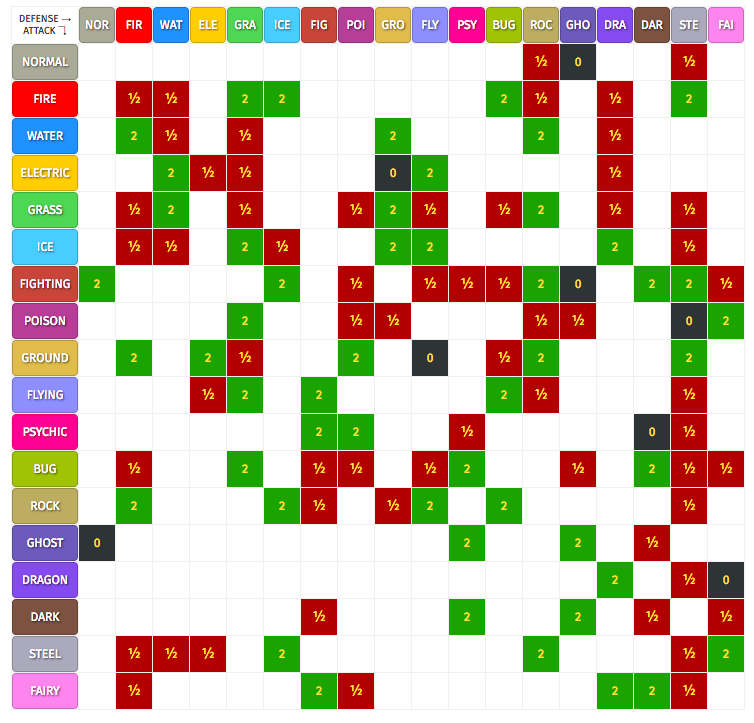 DEFENSE →
ATTACK ⤵
NOR FIR WAT ELE GRA ICE FIG POI GRO FLY PSY BUG ROC GHO DRA DAR STE FAI
NORMAL ½ 0 ½
FIRE ½ ½ 2 2 2 ½ ½ 2
WATER 2 ½ ½ 2 2 ½
ELECTRIC 2 ½ ½ 0 2 ½
GRASS ½ 2 ½ ½ 2 ½ ½ 2 ½ ½
ICE ½ ½ 2 ½ 2 2 2 ½
FIGHTING 2 2 ½ ½ ½ ½ 2 0 2 2 ½
POISON 2 ½ ½ ½ ½ 0 2
GROUND 2 2 ½ 2 0 ½ 2 2
FLYING ½ 2 2 2 ½ ½
PSYCHIC 2 2 ½ 0 ½
BUG ½ 2 ½ ½ ½ 2 ½ 2 ½ ½
ROCK 2 2 ½ ½ 2 2 ½
GHOST 0 2 2 ½
DRAGON 2 ½ 0
DARK ½ 2 2 ½ ½
STEEL ½ ½ ½ 2 2 ½ 2
FAIRY ½ 2 ½ 2 2 ½